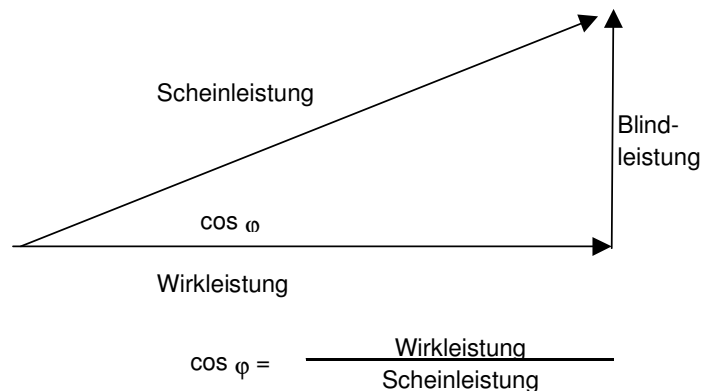 Scheinleistung
Blind-
leistung
cos φ
Wirkleistung
cos φ = Wirkleistung
Scheinleistung